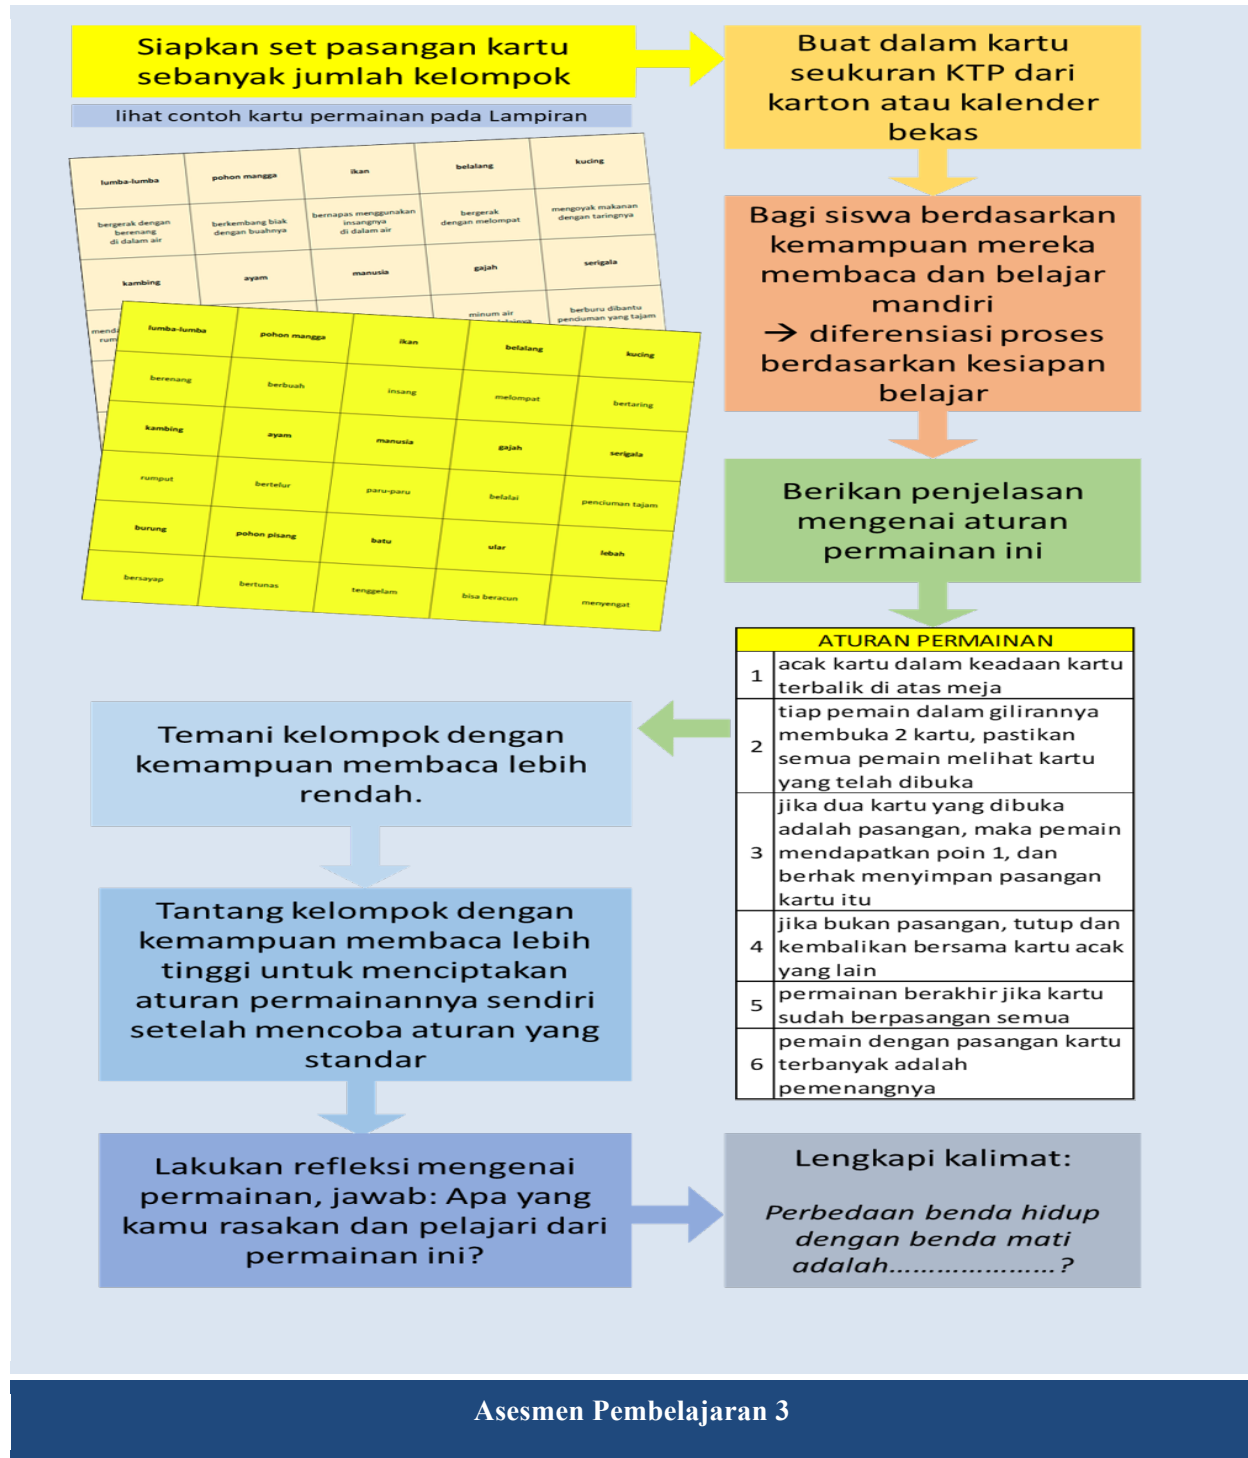 Siapkan set pasangan kartu
sebanyak jumlah kelompok
lihat contoh kartu permainan pada Lampiran
Buat dalam kartu
seukuran KTP dari
karton atau kalender
bekas
Bagi siswa berdasarkan
kemampuan mereka
membaca dan belajar
mandiri
→ diferensiasi proses
berdasarkan kesiapan
belajar
Berikan penjelasan
mengenai aturan
permainan ini
lumba-lumba pohon mangga ikan belalang kucing
bergerak dengan
berenang
di dalam air
berkembang biak
dengan buahnya
bernapas menggunakan
insangnya
di dalam air
bergerak
dengan melompat
mengoyak makanan
dengan taringnya
kambing ayam manusia gajah serigala
minum air
berburu dibantu
penciuman yang tajam
lumba-lumba pohon mangga ikan belalang kucing
berenang berbuah insang melompat bertaring
kambing ayam manusia gajah serigala
rumput bertelur paru-paru belalai penciuman tajam
burung pohon pisang batu ular lebah
bersayap bertunas tenggelam bisa beracun menyengat
ATURAN PERMAINAN
1 acak kartu dalam keadaan kartu
terbalik di atas meja
2 tiap pemain dalam gilirannya
membuka 2 kartu, pastikan
semua pemain melihat kartu
yang telah dibuka
3 jika dua kartu yang dibuka
adalah pasangan, maka pemain
mendapatkan poin 1, dan
berhak menyimpan pasangan
kartu itu
4 jika bukan pasangan, tutup dan
kembalikan bersama kartu acak
yang lain
5 permainan berakhir jika kartu
sudah berpasangan semua
6 pemain dengan pasangan kartu
terbanyak adalah
pemenangnya
Temani kelompok dengan
kemampuan membaca lebih
rendah.
Tantang kelompok dengan
kemampuan membaca lebih
tinggi untuk menciptakan
aturan permainannya sendiri
setelah mencoba aturan yang
standar
Lakukan refleksi mengenai
permainan, jawab: Apa yang
kamu rasakan dan pelajari dari
permainan ini?
Lengkapi kalimat:
Perbedaan benda hidup
dengan benda mati
adalah.....................?
Asesmen Pembelajaran 3